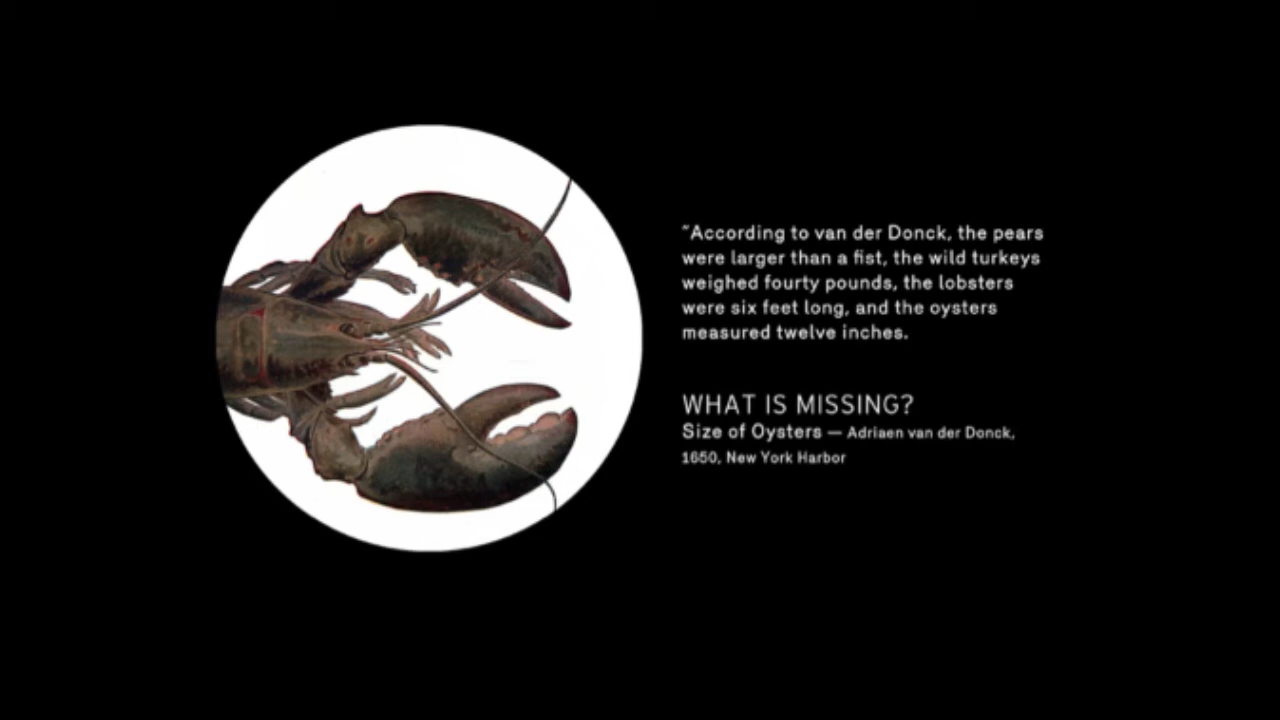 “According to van der Donck, the pears
were larger than a fist, the wild turkeys
weighed fourty pounds, the lobsters
were six feet long, and the oysters
measured twelve inches.
WHAT IS MISSING?
Size of Oysters — Adriaen van der Donck,
1650, New York Harbor